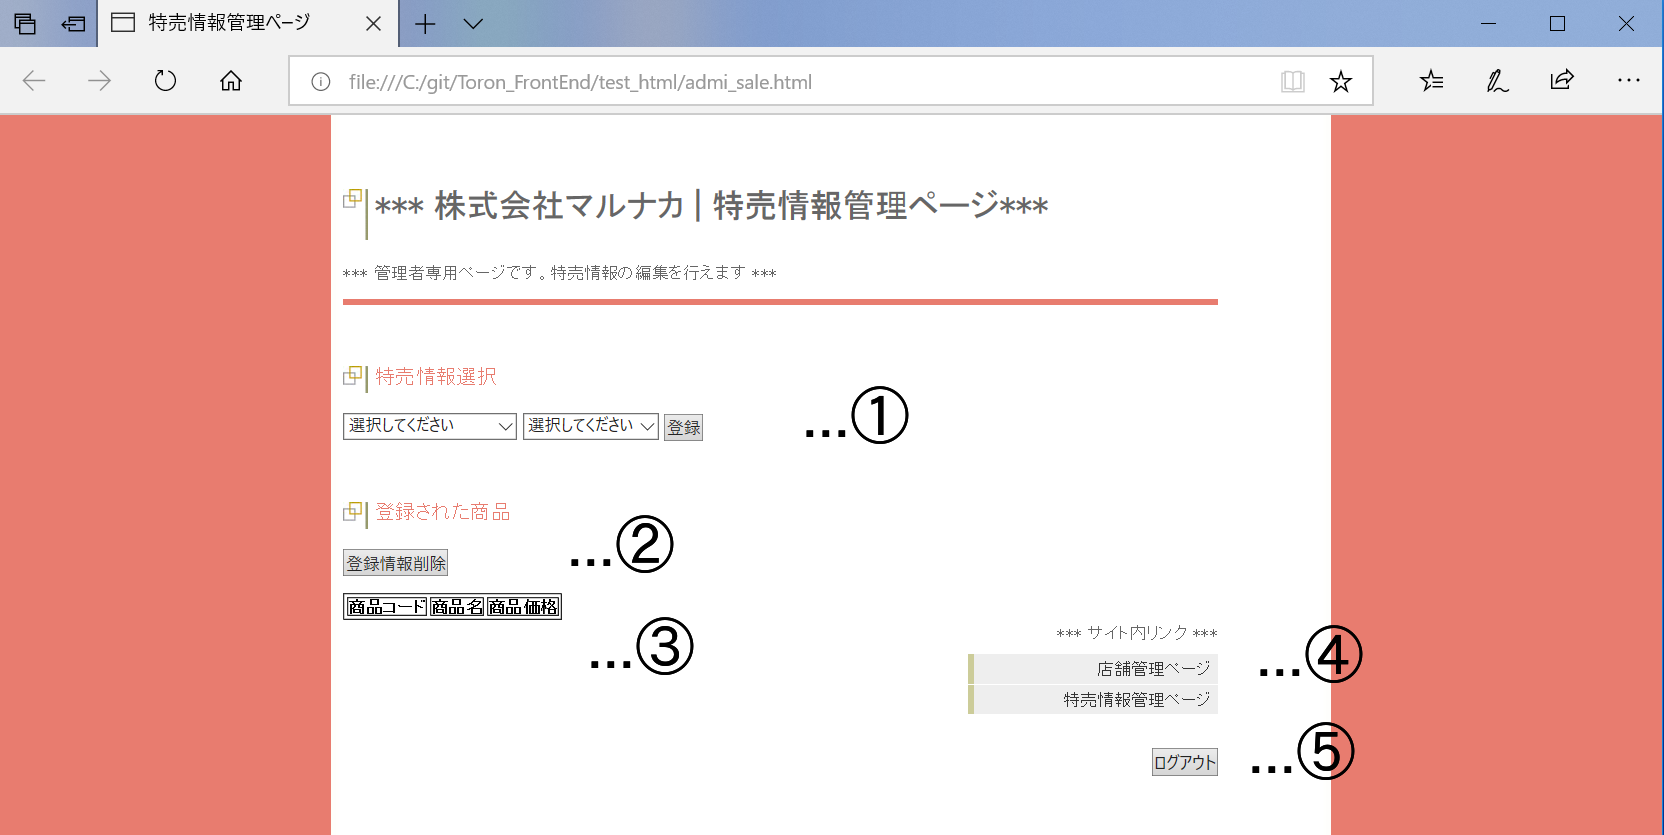 特売情報管理ページ
file:///C:/git/Toron_FrontEnd/test_html/admi_sale.html
*** 株式会社マルナカ | 特売情報管理ページ***
*** 管理者専用ページです。特売情報の編集を行えます ***
特売情報選択
選択してください 選択してください 登録 ...①
登録された商品
登録情報削除 ...②
商品コード 商品名 商品価格
...③
*** サイト内リンク ***
店舗管理ページ ...④
特売情報管理ページ
ログアウト ...⑤